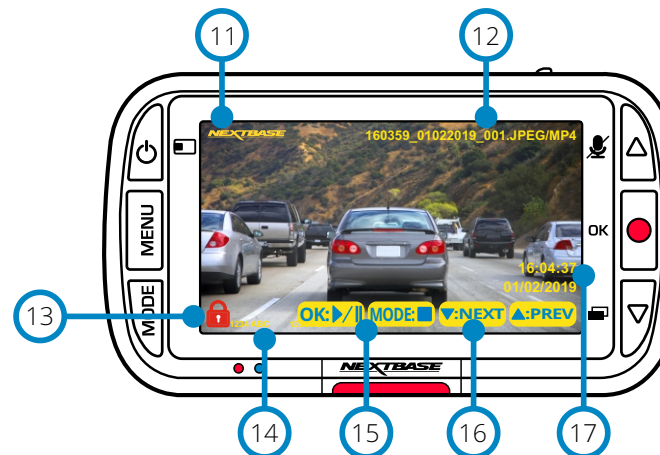 11
12
NEXTBASE
160359_01022019_001.JPEG/MP4
MENU
OK
16:04:37
01/02/2019
13
MODE
OK:▶/II MODE:■ ▼:NEXT ▲:PREV
NEXTBASE
14
15
16
17